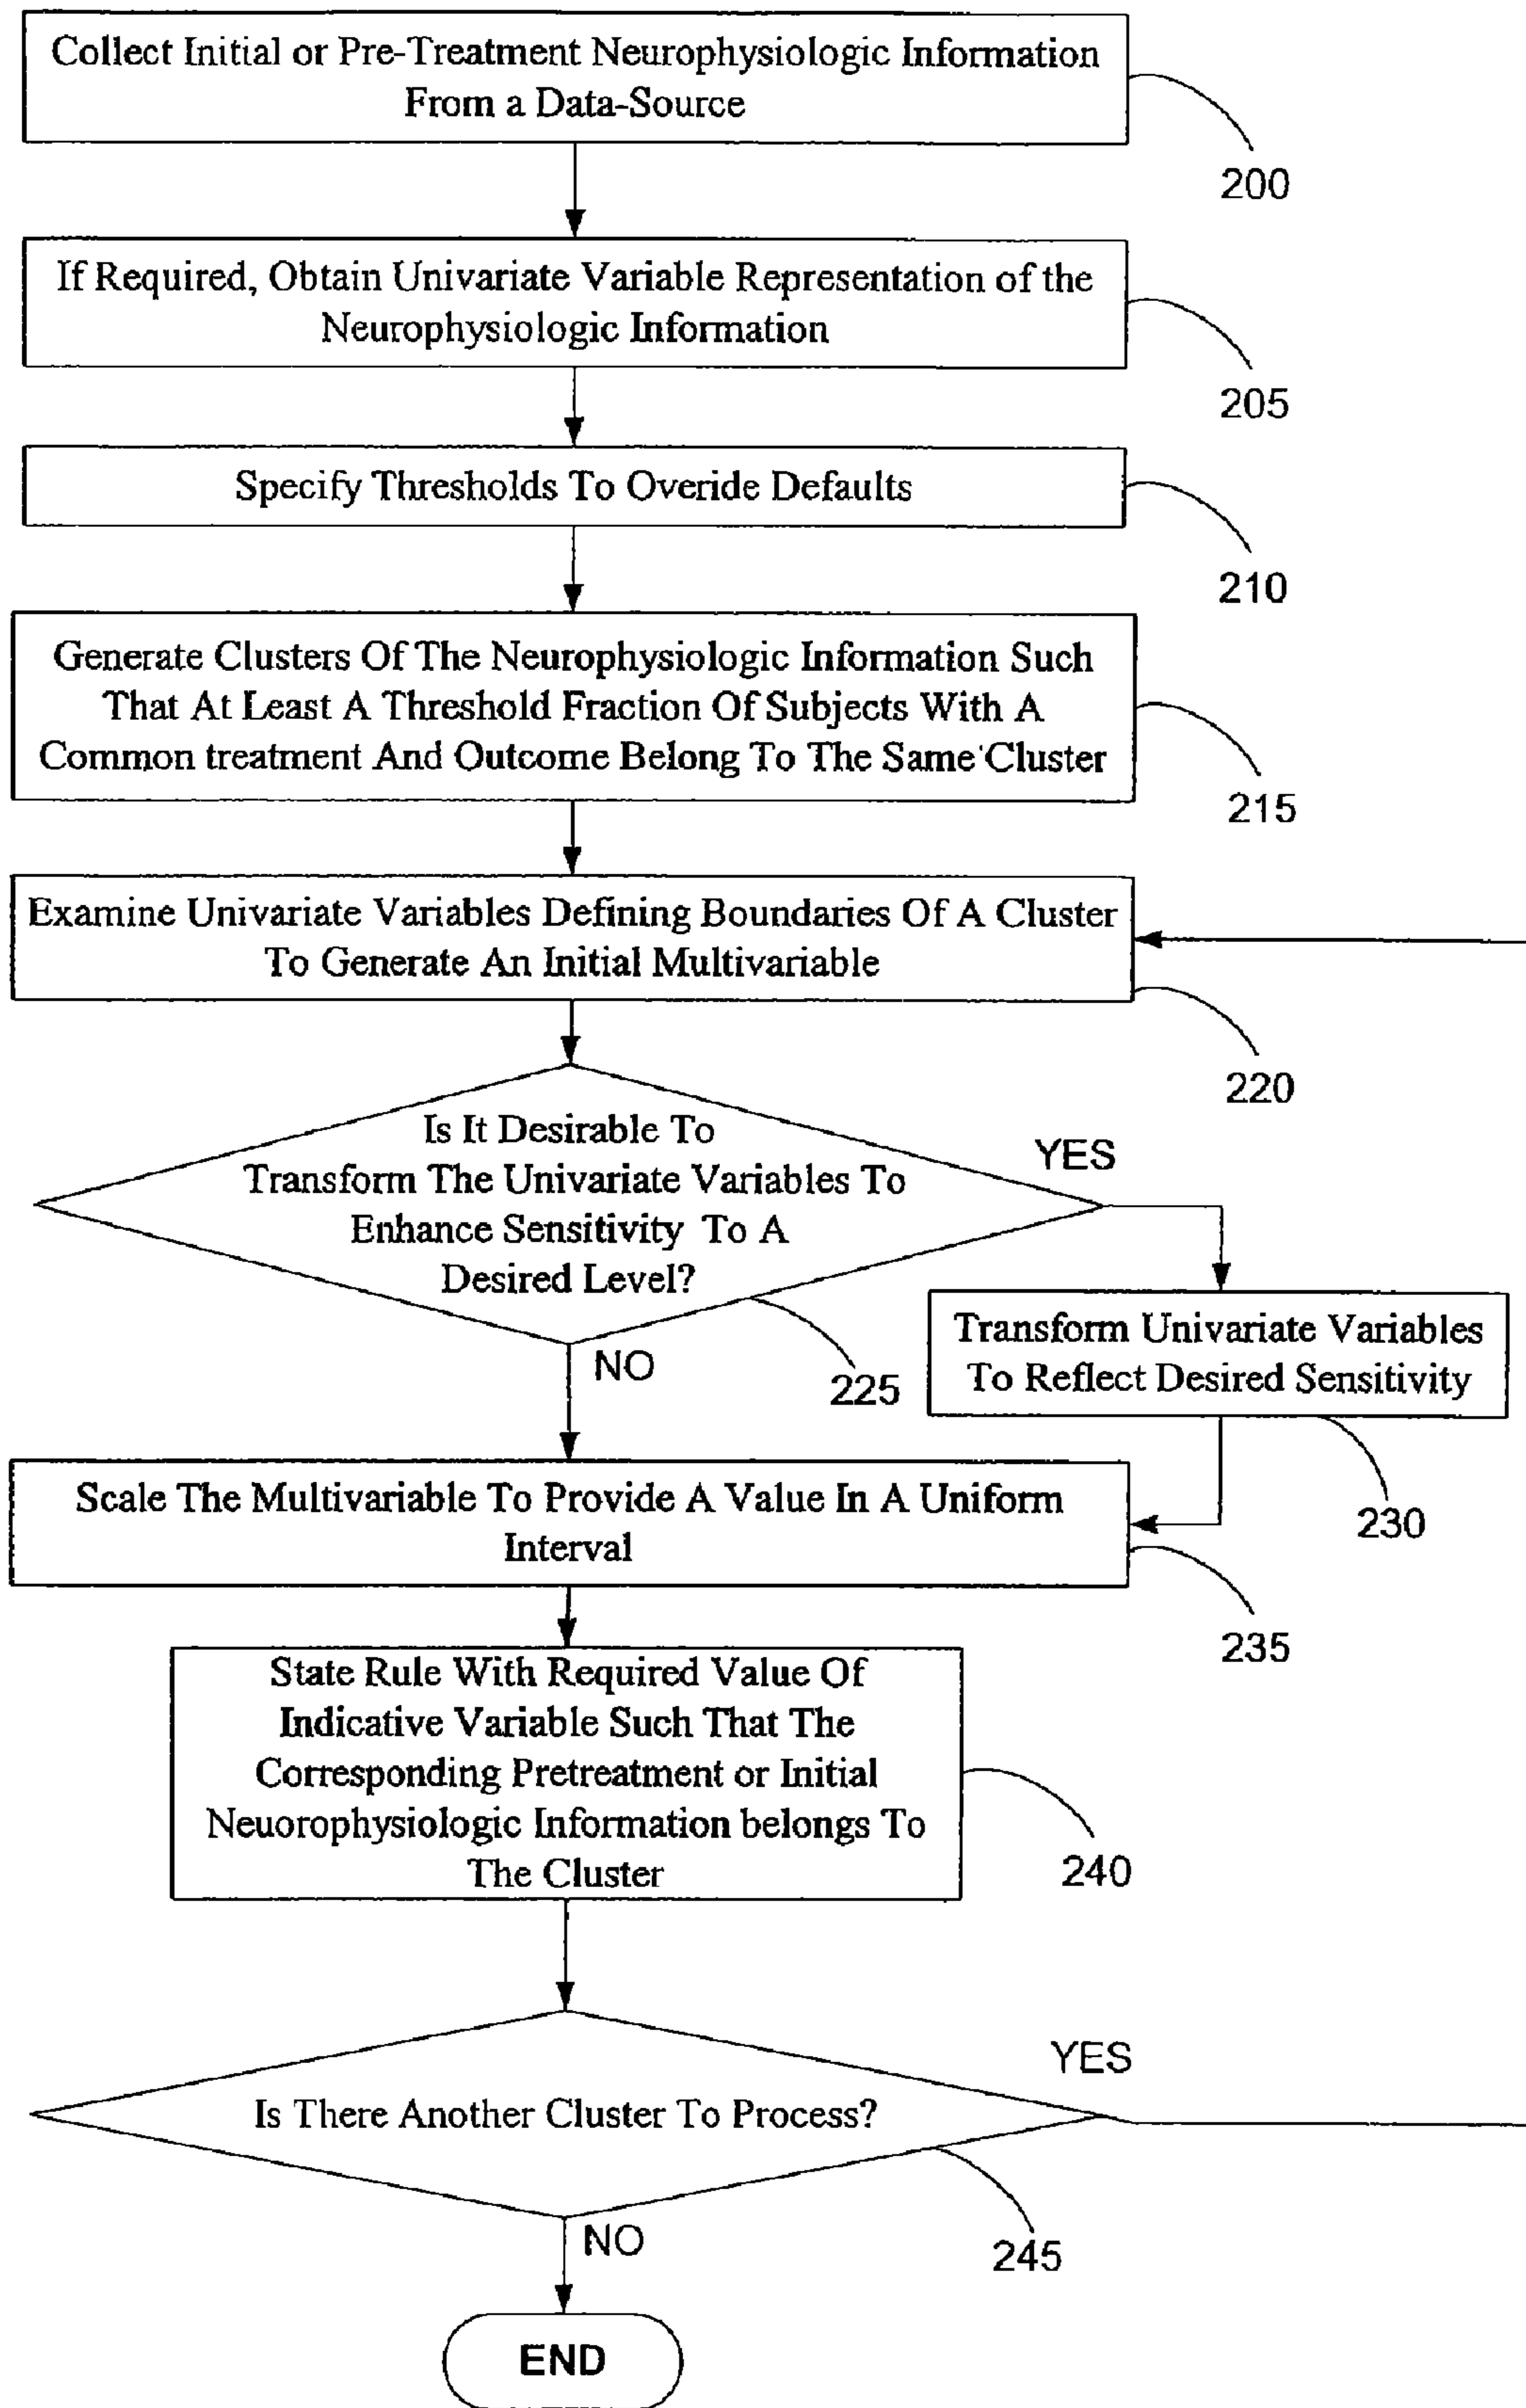 Collect Initial or Pre-Treatment Neurophysiologic Information
From a Data-Source
200
If Required, Obtain Univariate Variable Representation of the
Neurophysiologic Information
205
Specify Thresholds To Overide Defaults
210
Generate Clusters Of The Neurophysiologic Information Such
That At Least A Threshold Fraction Of Subjects With A
Common treatment And Outcome Belong To The Same Cluster
215
Examine Univariate Variables Defining Boundaries Of A Cluster
To Generate An Initial Multivariable
220
Is It Desirable To
Transform The Univariate Variables To
Enhance Sensitivity To A
Desired Level?
YES
NO
225
Transform Univariate Variables
To Reflect Desired Sensitivity
230
Scale The Multivariable To Provide A Value In A Uniform
Interval
235
State Rule With Required Value Of
Indicative Variable Such That The
Corresponding Pretreatment or Initial
Neuorophysiologic Information belongs To
The Cluster
240
Is There Another Cluster To Process?
YES
NO
245
END